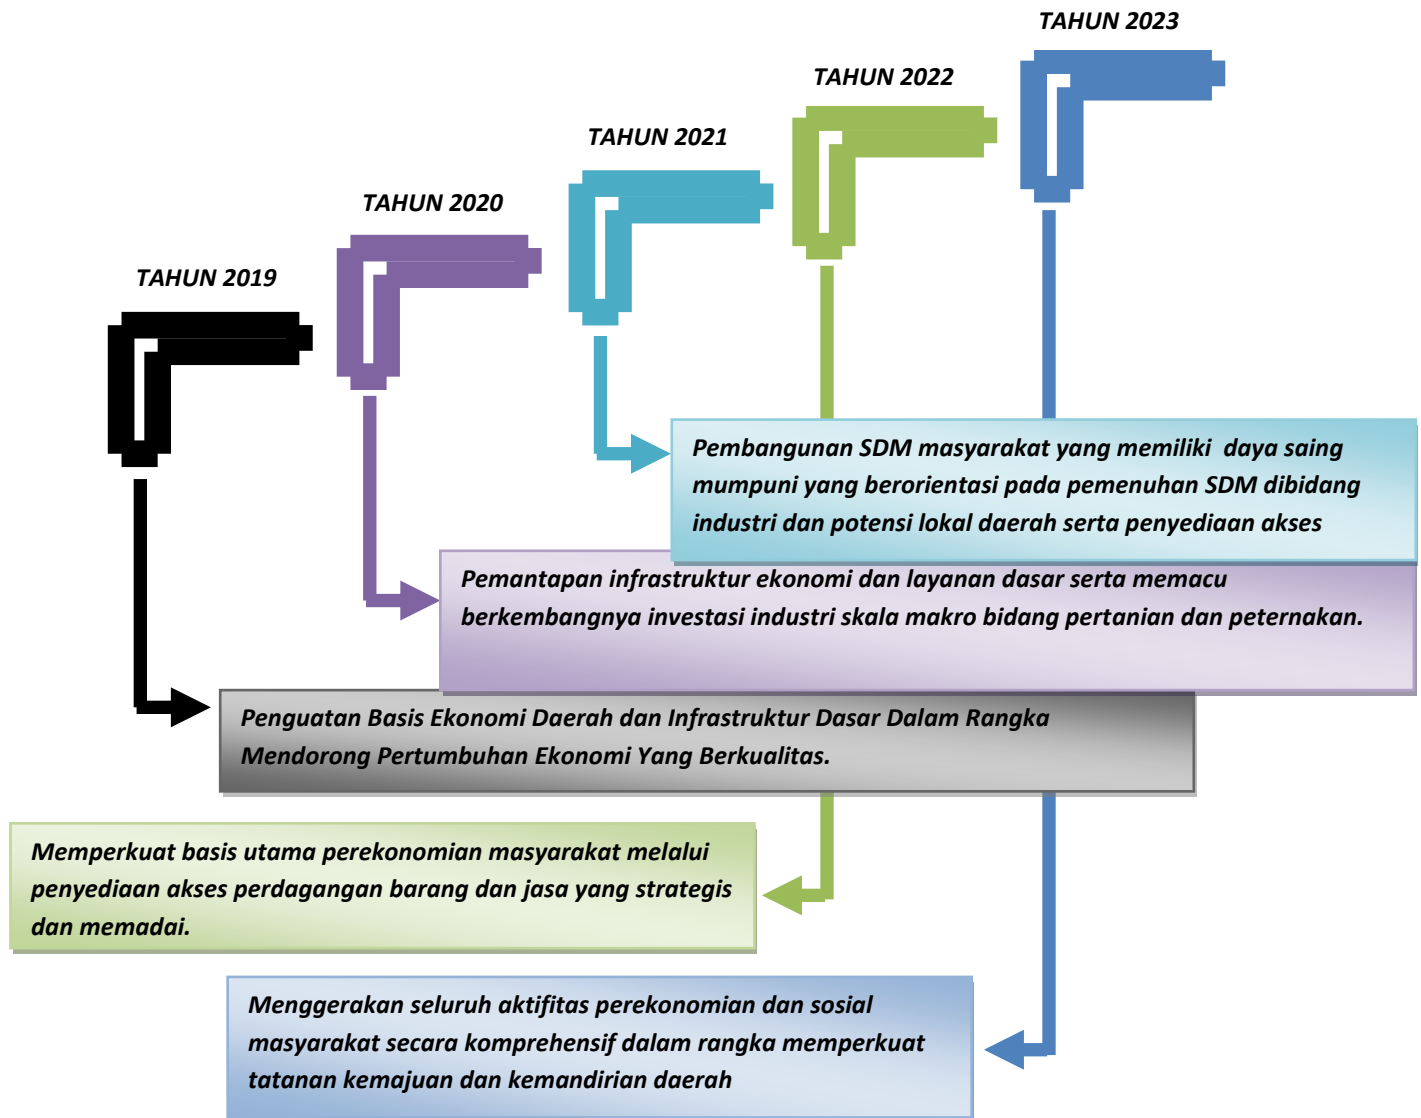 TAHUN 2023
TAHUN 2022
TAHUN 2021
TAHUN 2020
TAHUN 2019
Pembangunan SDM masyarakat yang memiliki daya saing
mumpuni yang berorientasi pada pemenuhan SDM dibidang
industri dan potensi lokal daerah serta penyediaan akses
Pemantapan infrastruktur ekonomi dan layanan dasar serta memacu
berkembangnya investasi industri skala makro bidang pertanian dan peternakan.
Penguatan Basis Ekonomi Daerah dan Infrastruktur Dasar Dalam Rangka
Mendorong Pertumbuhan Ekonomi Yang Berkualitas.
Memperkuat basis utama perekonomian masyarakat melalui
penyediaan akses perdagangan barang dan jasa yang strategis
dan memadai.
Menggerakan seluruh aktifitas perekonomian dan sosial
masyarakat secara komprehensif dalam rangka memperkuat
tatanan kemajuan dan kemandirian daerah